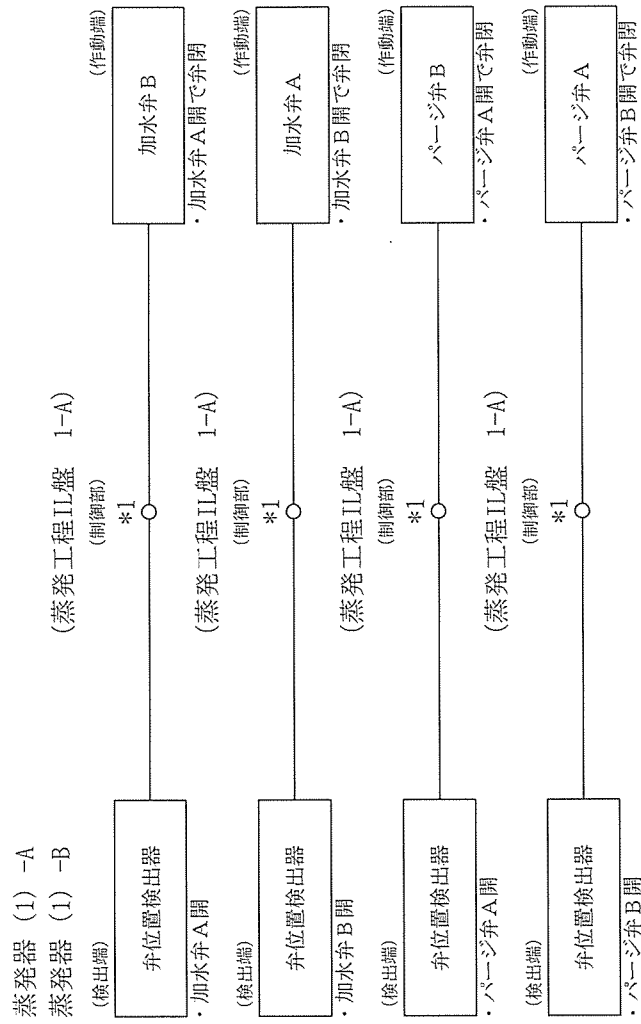 蒸発器 (1) -A
蒸発器 (1) -B
(蒸発工程IL盤 1-A)
(検出端)
(制御部)
(作動端)
弁位置検出器
*1
加水弁B
・加水弁A開
・加水弁A開で弁閉
(蒸発工程IL盤 1-A)
(検出端)
(制御部)
(作動端)
弁位置検出器
*1
加水弁A
・加水弁B開
・加水弁B開で弁閉
(蒸発工程IL盤 1-A)
(検出端)
(制御部)
(作動端)
弁位置検出器
*1
パージ弁B
・パージ弁A開
・パージ弁A開で弁閉
(蒸発工程IL盤 1-A)
(検出端)
(制御部)
(作動端)
弁位置検出器
*1
パージ弁A
・パージ弁B開
・パージ弁B開で弁閉